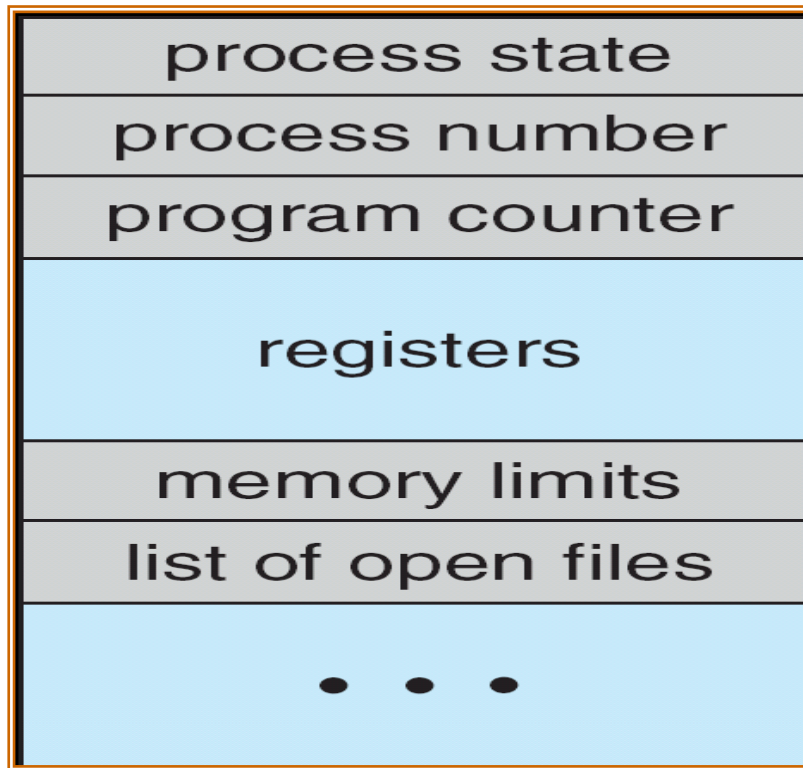 process state
process number
program counter
registers
memory limits
list of open files
• • •